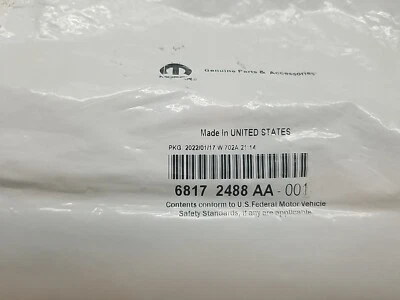 Genuine Parts & Accessories
Made In UNITED STATES
PKG. 2022/01/17 W 702A 21:14
6817 2488 AA - 001
Contents conform to U.S.Federal Motor Vehicle
Safety Standards, if any are applicable